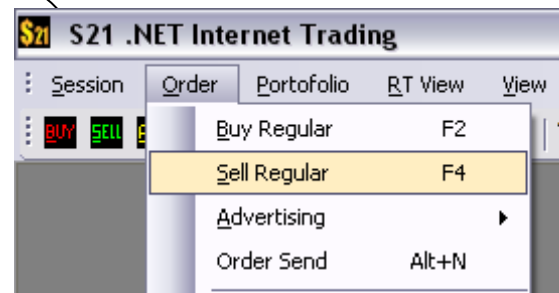 S21 S21 .NET Internet Trading
Session Order Portofolio RT View View
BUY SELL
Buy Regular F2
Sell Regular F4
Advertising
Order Send Alt+N